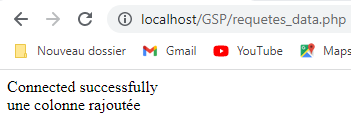 localhost/GSP/requetes_data.php
Nouveau dossier Gmail YouTube Maps
Connected successfully
une colonne rajoutée